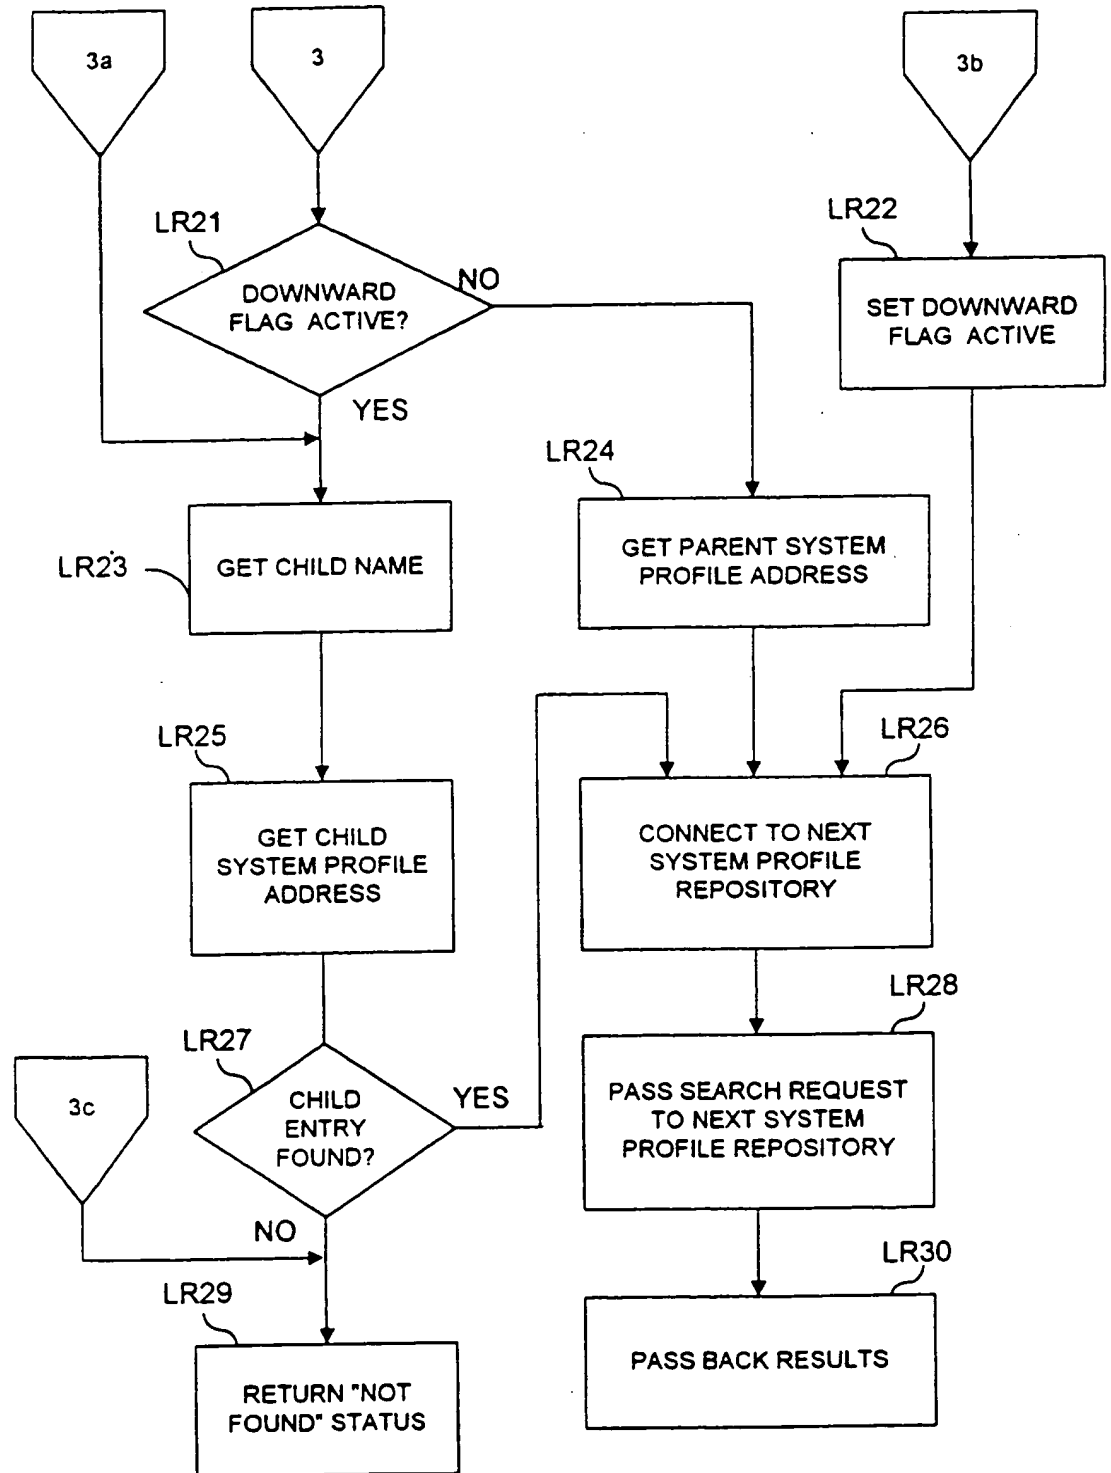 3a
3
3b
LR21
LR22
DOWNWARD
FLAG ACTIVE?
NO
SET DOWNWARD
FLAG ACTIVE
YES
LR24
GET PARENT SYSTEM
PROFILE ADDRESS
LR23
GET CHILD NAME
LR25
LR26
GET CHILD
SYSTEM PROFILE
ADDRESS
CONNECT TO NEXT
SYSTEM PROFILE
REPOSITORY
LR28
LR27
3c
CHILD
ENTRY
FOUND?
YES
PASS SEARCH REQUEST
TO NEXT SYSTEM
PROFILE REPOSITORY
NO
LR30
LR29
PASS BACK RESULTS
RETURN "NOT
FOUND" STATUS